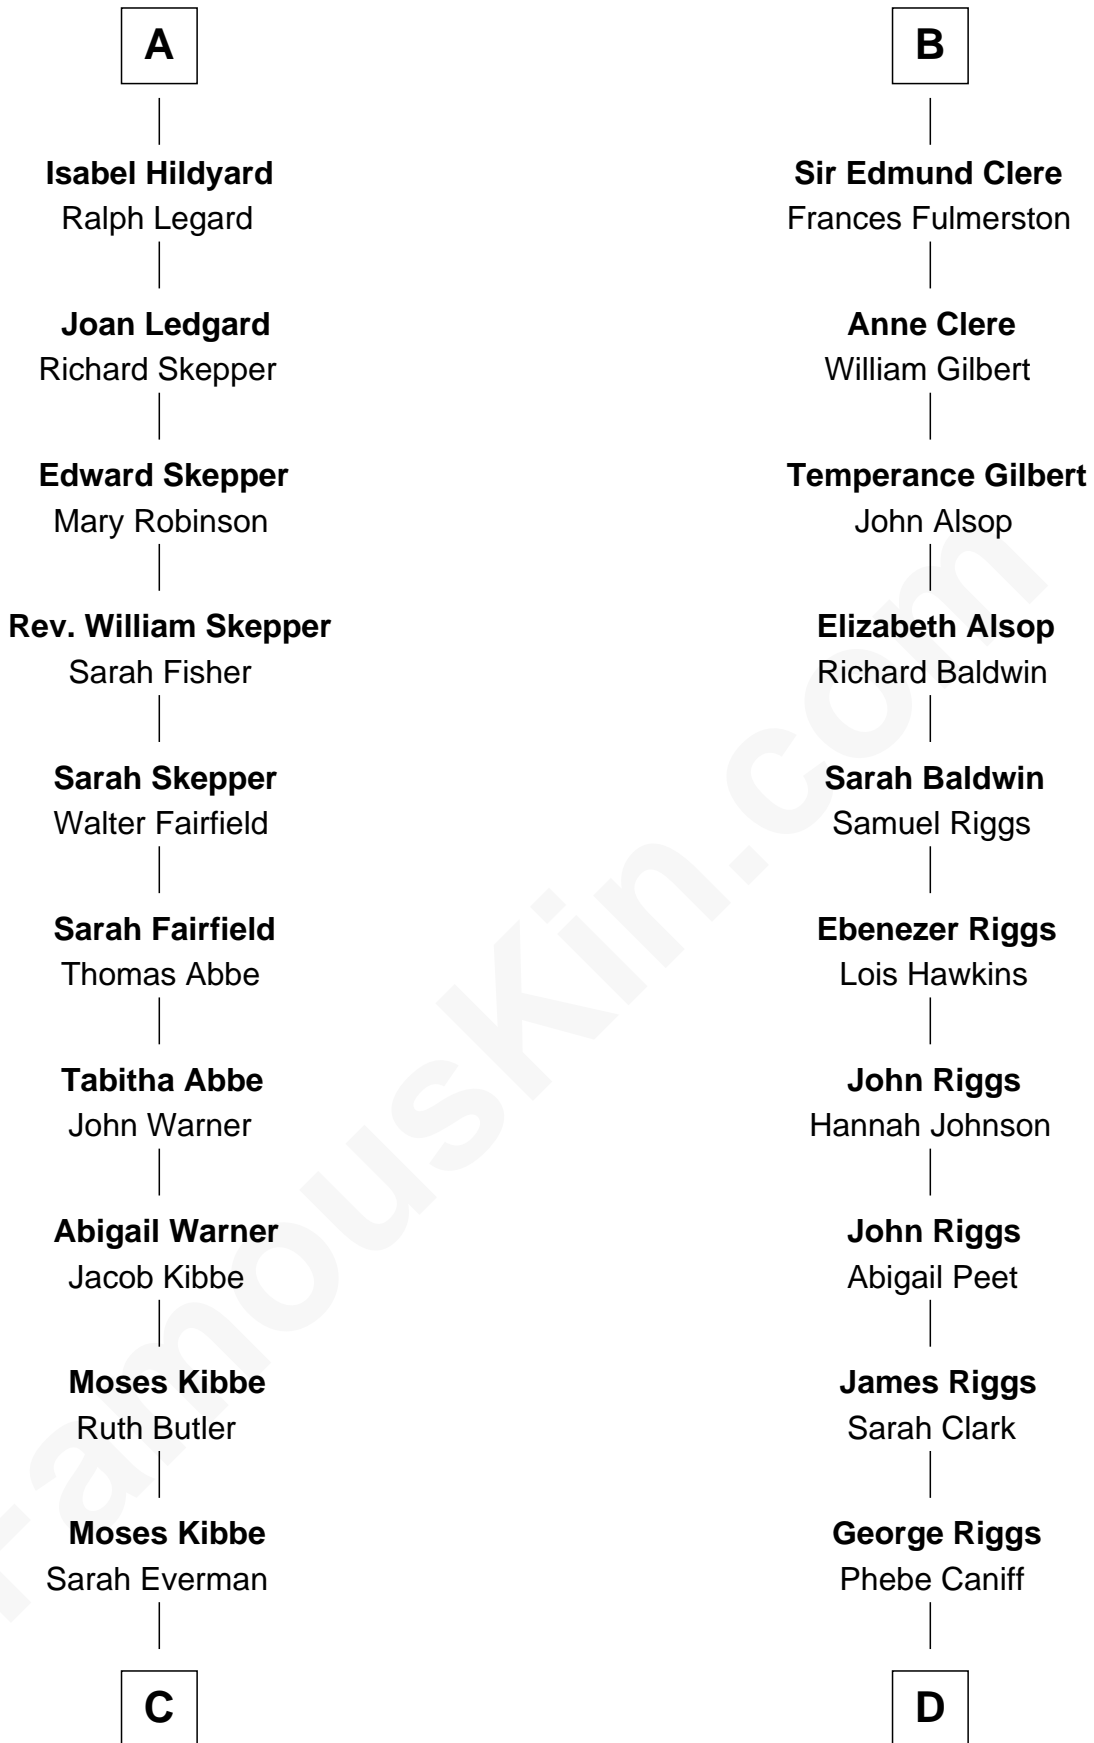 A
Isabel Hildyard
Ralph Legard
Joan Ledgard
Richard Skepper
Edward Skepper
Mary Robinson
Rev. William Skepper
Sarah Fisher
Sarah Skepper
Walter Fairfield
Sarah Fairfield
Thomas Abbe
Tabitha Abbe
John Warner
Abigail Warner
Jacob Kibbe
Moses Kibbe
Ruth Butler
Moses Kibbe
Sarah Everman
C
B
Sir Edmund Clere
Frances Fulmerston
Anne Clere
William Gilbert
Temperance Gilbert
John Alsop
Elizabeth Alsop
Richard Baldwin
Sarah Baldwin
Samuel Riggs
Ebenezer Riggs
Lois Hawkins
John Riggs
Hannah Johnson
John Riggs
Abigail Peet
James Riggs
Sarah Clark
George Riggs
Phebe Caniff
D
FamousKin.com